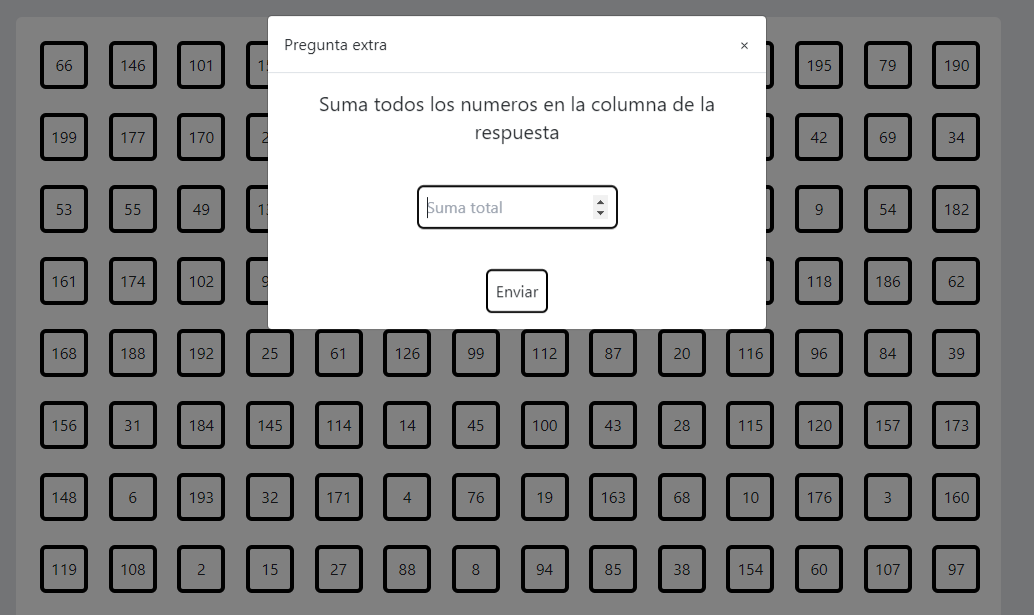 Pregunta extra ×
Suma todos los numeros en la columna de la
respuesta
Suma total
Enviar
66 146 101 195 79 190
199 177 170 42 69 34
53 55 49 9 54 182
161 174 102 118 186 62
168 188 192 25 61 126 99 112 87 20 116 96 84 39
156 31 184 145 114 14 45 100 43 28 115 120 157 173
148 6 193 32 171 4 76 19 163 68 10 176 3 160
119 108 2 15 27 88 8 94 85 38 154 60 107 97